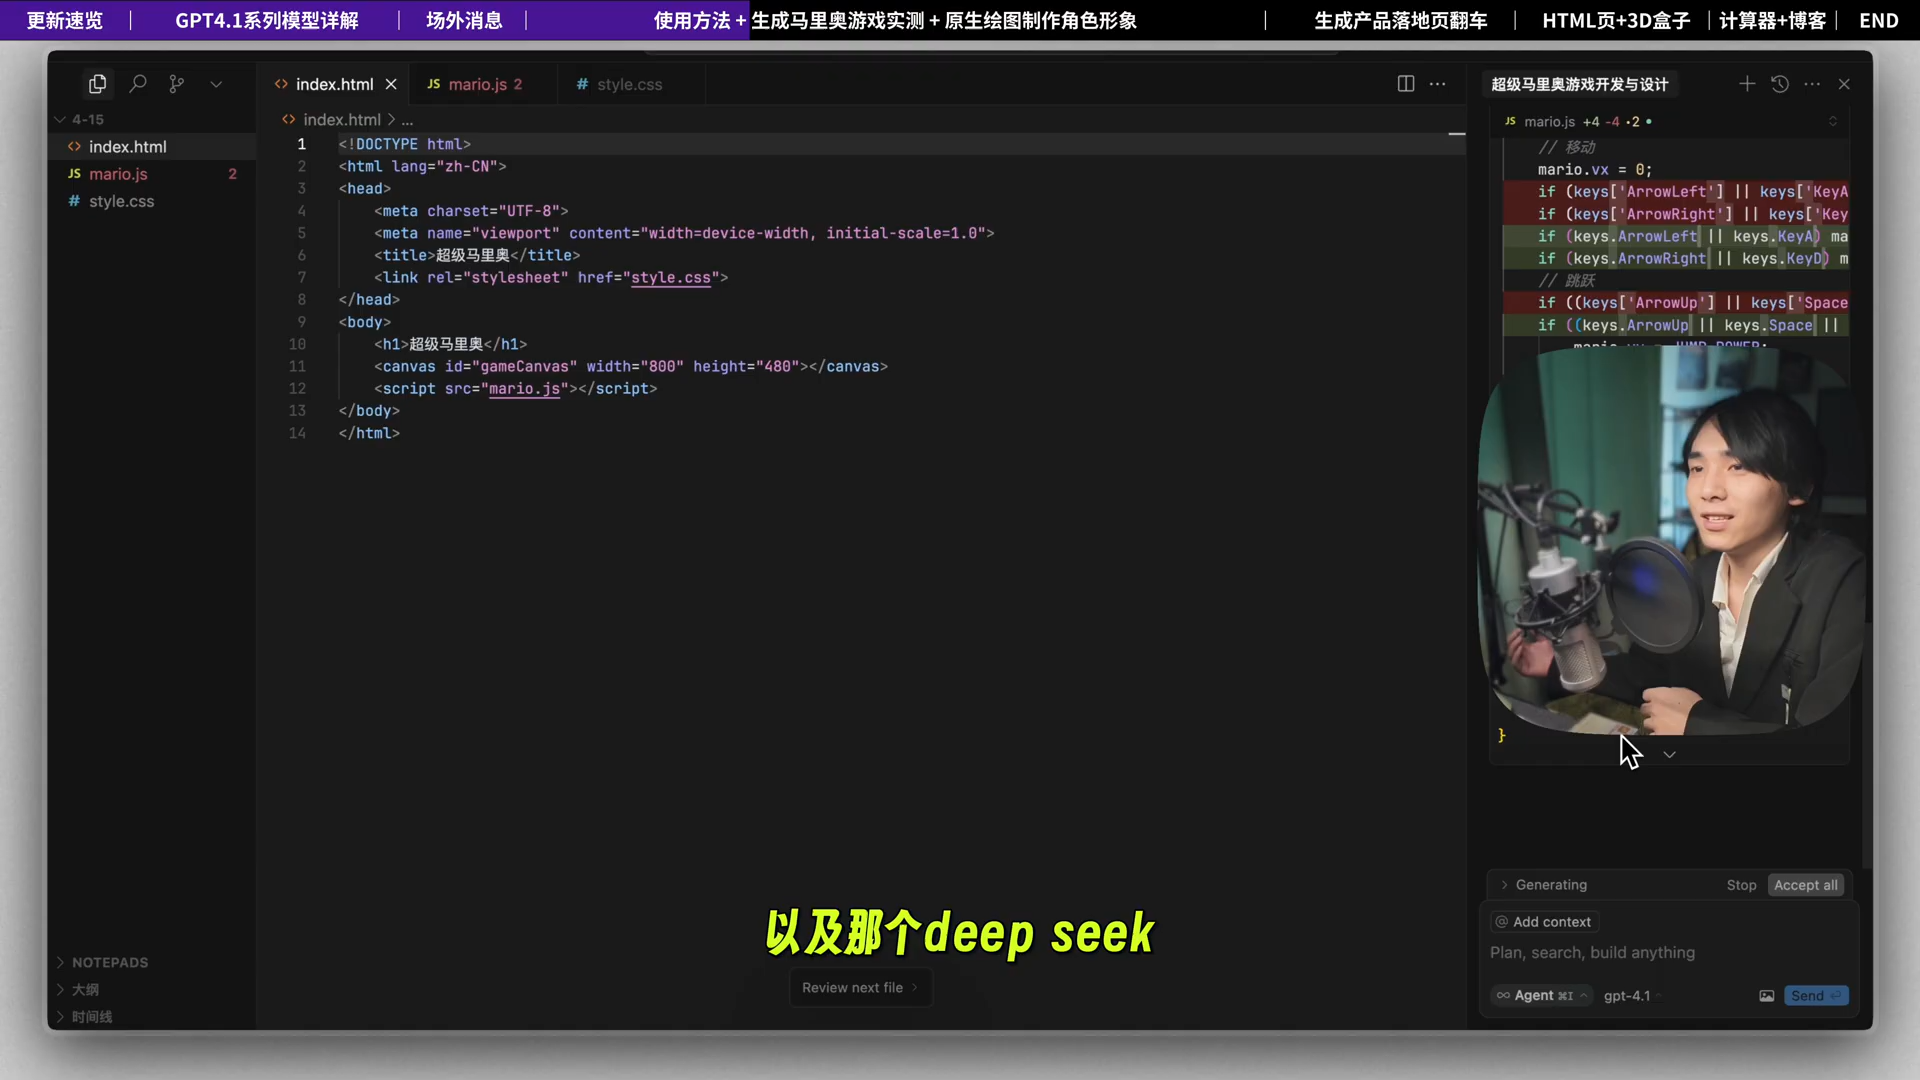 更新速览 | GPT4.1系列模型详解 | 场外消息 | 使用方法 + 生成马里奥游戏实测 + 原生绘图制作角色形象 | 生成产品落地页翻车 | HTML页+3D盒子 | 计算器+博客 | END
4-15
index.html
mario.js 2
style.css
NOTEPADS
大纲
时间线
index.html
JS mario.js 2
# style.css
index.html > ...
1 <!DOCTYPE html>
2 <html lang="zh-CN">
3 <head>
4 <meta charset="UTF-8">
5 <meta name="viewport" content="width=device-width, initial-scale=1.0">
6 <title>超级马里奥</title>
7 <link rel="stylesheet" href="style.css">
8 </head>
9 <body>
10 <h1>超级马里奥</h1>
11 <canvas id="gameCanvas" width="800" height="480"></canvas>
12 <script src="mario.js"></script>
13 </body>
14 </html>
以及那个deep seek
Review next file
超级马里奥游戏开发与设计
JS mario.js +4 -4 •2
// 移动
mario.vx = 0;
if (keys['ArrowLeft'] || keys['KeyA
if (keys['ArrowRight'] || keys['Key
if (keys.ArrowLeft || keys.KeyA) ma
if (keys.ArrowRight || keys.KeyD) m
// 跳跃
if ((keys['ArrowUp'] || keys['Space
if ((keys.ArrowUp || keys.Space ||
}
Generating Stop Accept all
@ Add context
Plan, search, build anything
∞ Agent ⌘I gpt-4.1 Send